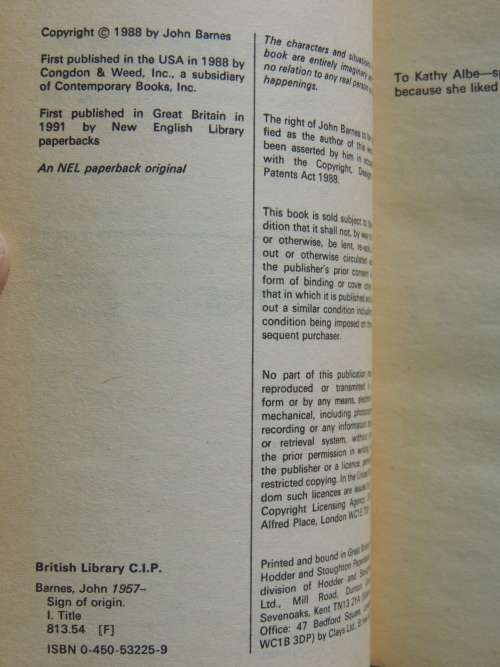 Copyright © 1988 by John Barnes
First published in the USA in 1988 by
Congdon & Weed, Inc., a subsidiary
of Contemporary Books, Inc.
First published in Great Britain in
1991 by New English Library
paperbacks
An NEL paperback original
British Library C.I.P.
Barnes, John 1957–
Sign of origin.
I. Title
813.54 [F]
ISBN 0-450-53225-9
The characters and situations
book are entirely imaginary
no relation to any real person
happenings.
The right of John Barnes to be
fied as the author of this
been asserted by him in
with the Copyright,
Patents Act 1988.
This book is sold subject to
dition that it shall not, by way
or otherwise, be lent,
out or otherwise circulated
the publisher's prior consent
form of binding or cover
that in which it is published
out a similar condition including
condition being imposed on
sequent purchaser.
No part of this publication
reproduced or transmitted
form or by any means,
mechanical, including
recording or any information
or retrieval system, without
the prior permission in writing
the publisher or a licence,
restricted copying. In the
dom such licences are issued
Copyright Licensing Agency
Alfred Place, London WC1E
Printed and bound in Great
Hodder and Stoughton
division of Hodder and
Ltd., Mill Road,
Sevenoaks, Kent TN13 2YA
Office: 47 Bedford Square,
WC1B 3DP) by Clays Ltd.
To Kathy Albe—
because she liked